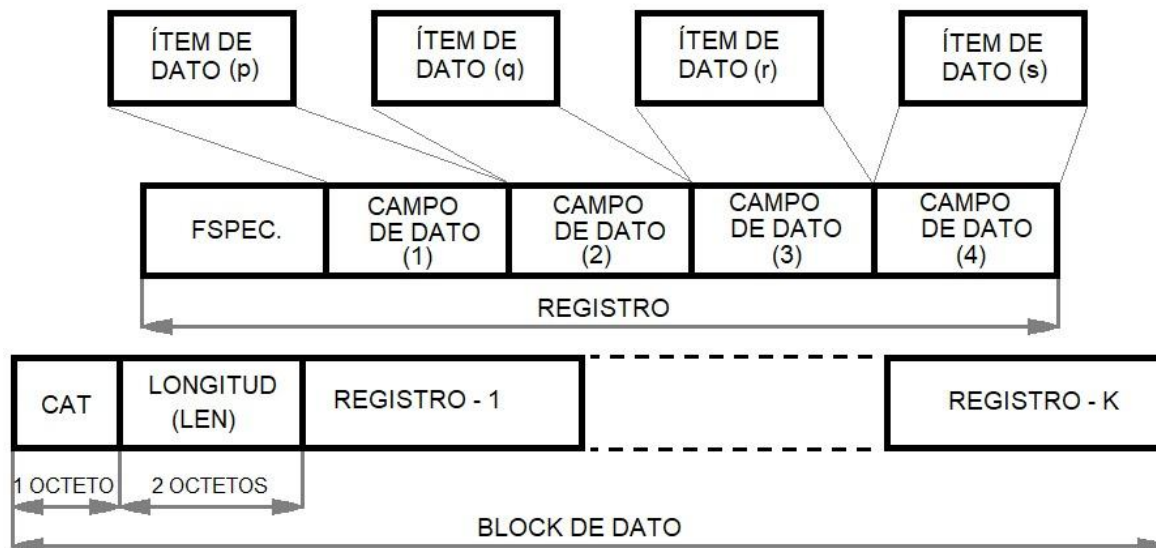 ÍTEM DE
DATO (p)
ÍTEM DE
DATO (q)
ÍTEM DE
DATO (r)
ÍTEM DE
DATO (s)
FSPEC.
CAMPO
DE DATO
(1)
CAMPO
DE DATO
(2)
CAMPO
DE DATO
(3)
CAMPO
DE DATO
(4)
REGISTRO
CAT
LONGITUD
(LEN)
REGISTRO - 1
REGISTRO - K
1 OCTETO
2 OCTETOS
BLOCK DE DATO